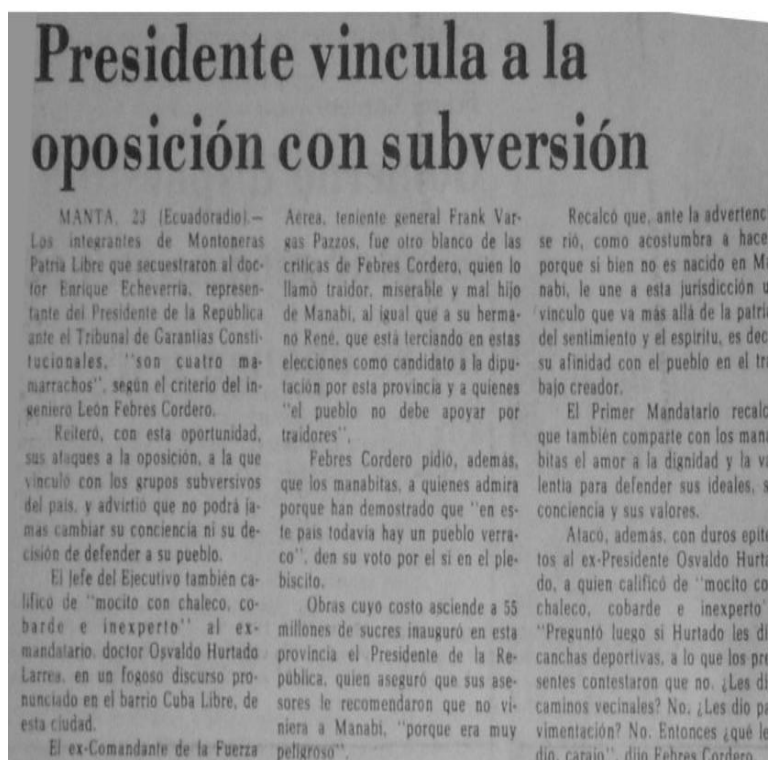 Presidente vincula a la
oposición con subversión
MANTA, 23 (Ecuadoradio).—
Los integrantes de Montoneras
Patria Libre que secuestraron al doc-
tor Enrique Echeverría, represen-
tante del Presidente de la República
ante el Tribunal de Garantías Consti-
tucionales, "son cuatro ma-
marrachos", según el criterio del in-
geniero León Febres Cordero.
Reiteró, con esta oportunidad,
sus ataques a la oposición, a la que
vinculó con los grupos subversivos
del país, y advirtió que no podrá ja-
mas cambiar su conciencia ni su de-
cisión de defender a su pueblo.
El Jefe del Ejecutivo también ca-
lificó de "mocito con chaleco, co-
barde e inexperto" al ex-
mandatario, doctor Osvaldo Hurtado
Larrea, en un fogoso discurso pro-
nunciado en el barrio Cuba Libre, de
esta ciudad.
El ex-Comandante de la Fuerza
Aérea, teniente general Frank Var-
gas Pazzos, fue otro blanco de las
críticas de Febres Cordero, quien lo
llamó traidor, miserable y mal hijo
de Manabí, al igual que a su herma-
no René, que está terciando en estas
elecciones como candidato a la dipu-
tación por esta provincia y a quienes
"el pueblo no debe apoyar por
traidores".
Febres Cordero pidió, además,
que los manabitas, a quienes admira
porque han demostrado que "en es-
te país todavía hay un pueblo verra-
co", den su voto por el si en el ple-
biscito.
Obras cuyo costo asciende a 55
millones de sucres inauguró en esta
provincia el Presidente de la Re-
pública, quien aseguró que sus ase-
sores le recomendaron que no vi-
niera a Manabí, "porque era muy
peligroso".
Recalcó que, ante la advertenc
se rió, como acostumbra a hace
porque si bien no es nacido en Ma
nabí, le une a esta jurisdicción u
vínculo que va más allá de la patri
del sentimiento y el espíritu, es dec
su afinidad con el pueblo en el tra
bajo creador.
El Primer Mandatario recalc
que también comparte con los mana
bitas el amor a la dignidad y la va
lentía para defender sus ideales, s
conciencia y sus valores.
Atacó, además, con duros epíte
tos al ex-Presidente Osvaldo Hurta
do, a quien calificó de "mocito co
chaleco, cobarde e inexperto"
"Preguntó luego si Hurtado les di
canchas deportivas, a lo que los pre
sentes contestaron que no. ¿Les di
caminos vecinales? No. ¿Les dio pa
vimentación? No. Entonces ¿qué le
dio, carajo", dijo Febres Cordero.